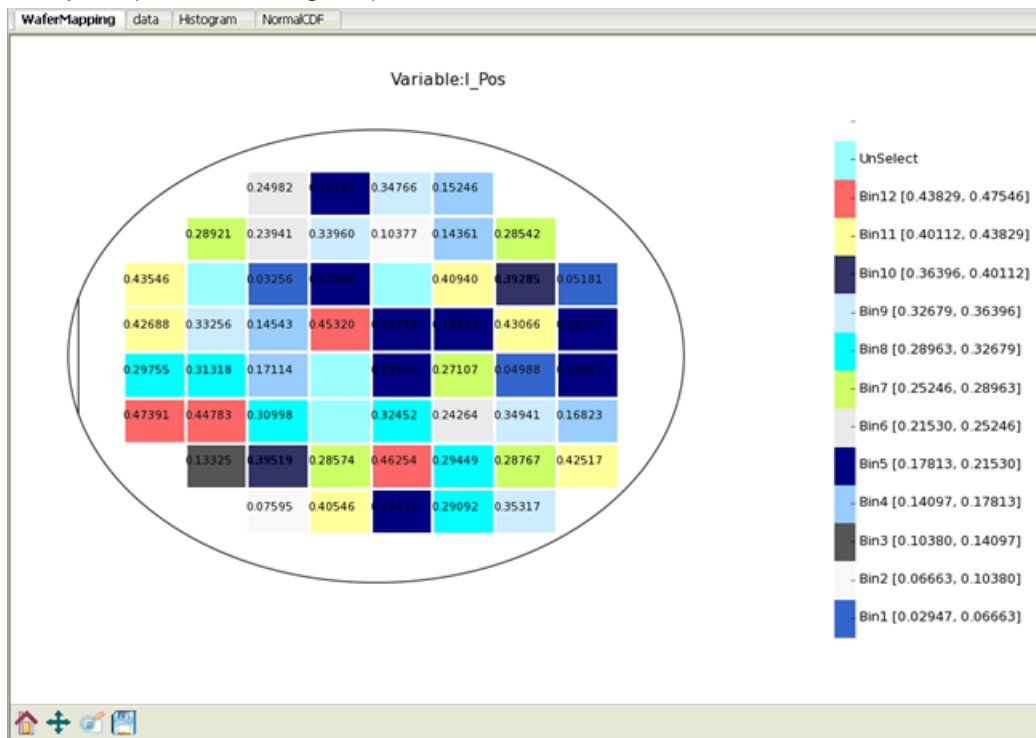 WaferMapping data Histogram NormalCDF
Variable:I_Pos
0.24982 0.34766 0.15246
0.28921 0.23941 0.33960 0.10377 0.14361 0.28542
0.43546 0.03256 0.40940 0.39285 0.05181
0.42688 0.33256 0.14543 0.45320 0.43066
0.29755 0.31318 0.17114 0.27107 0.04988
0.47391 0.44783 0.30998 0.32452 0.24264 0.34941 0.16823
0.13325 0.39519 0.28574 0.46254 0.29449 0.28767 0.42517
0.07595 0.40546 0.29092 0.35317
UnSelect
Bin12 [0.43829, 0.47546]
Bin11 [0.40112, 0.43829]
Bin10 [0.36396, 0.40112]
Bin9 [0.32679, 0.36396]
Bin8 [0.28963, 0.32679]
Bin7 [0.25246, 0.28963]
Bin6 [0.21530, 0.25246]
Bin5 [0.17813, 0.21530]
Bin4 [0.14097, 0.17813]
Bin3 [0.10380, 0.14097]
Bin2 [0.06663, 0.10380]
Bin1 [0.02947, 0.06663]